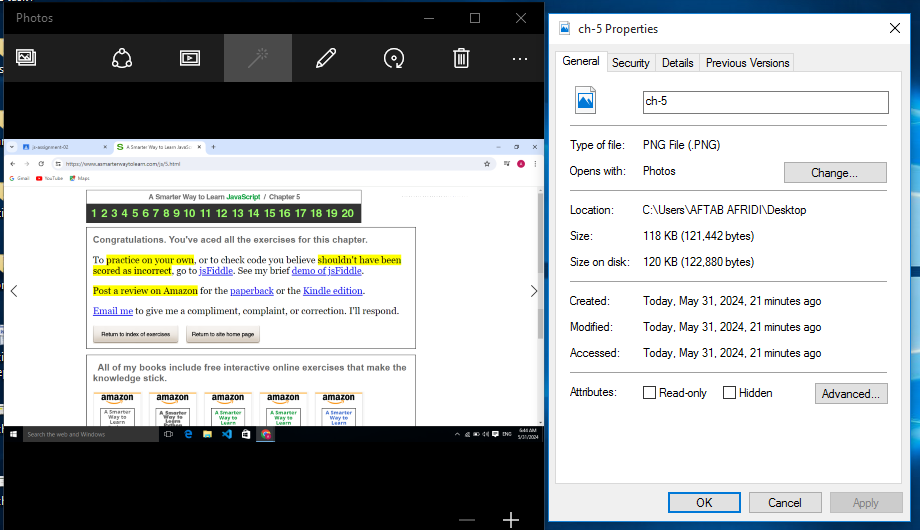 Photos
js-assignment-02
A Smarter Way to Learn JavaS
https://www.asmarterwaytolearn.com/js/5.html
Gmail YouTube Maps
A Smarter Way to Learn JavaScript / Chapter 5
1 2 3 4 5 6 7 8 9 10 11 12 13 14 15 16 17 18 19 20
Congratulations. You've aced all the exercises for this chapter.
To practice on your own, or to check code you believe shouldn't have been
scored as incorrect, go to jsFiddle. See my brief demo of jsFiddle.
Post a review on Amazon for the paperback or the Kindle edition.
Email me to give me a compliment, complaint, or correction. I'll respond.
Return to index of exercises Return to site home page
All of my books include free interactive online exercises that make the
knowledge stick.
amazon amazon amazon amazon amazon
A Smarter A Smarter A Smarter A Smarter A Smarter
Way to Way to Way to Way to Way to
Learn Learn Learn Learn Learn
Search the web and Windows
ENG
5:44 AM
5/31/2024
ch-5 Properties
General Security Details Previous Versions
ch-5
Type of file: PNG File (.PNG)
Opens with: Photos Change...
Location: C:\Users\AFTAB AFRIDI\Desktop
Size: 118 KB (121,442 bytes)
Size on disk: 120 KB (122,880 bytes)
Created: Today, May 31, 2024, 21 minutes ago
Modified: Today, May 31, 2024, 21 minutes ago
Accessed: Today, May 31, 2024, 21 minutes ago
Attributes: Read-only Hidden Advanced...
OK Cancel Apply